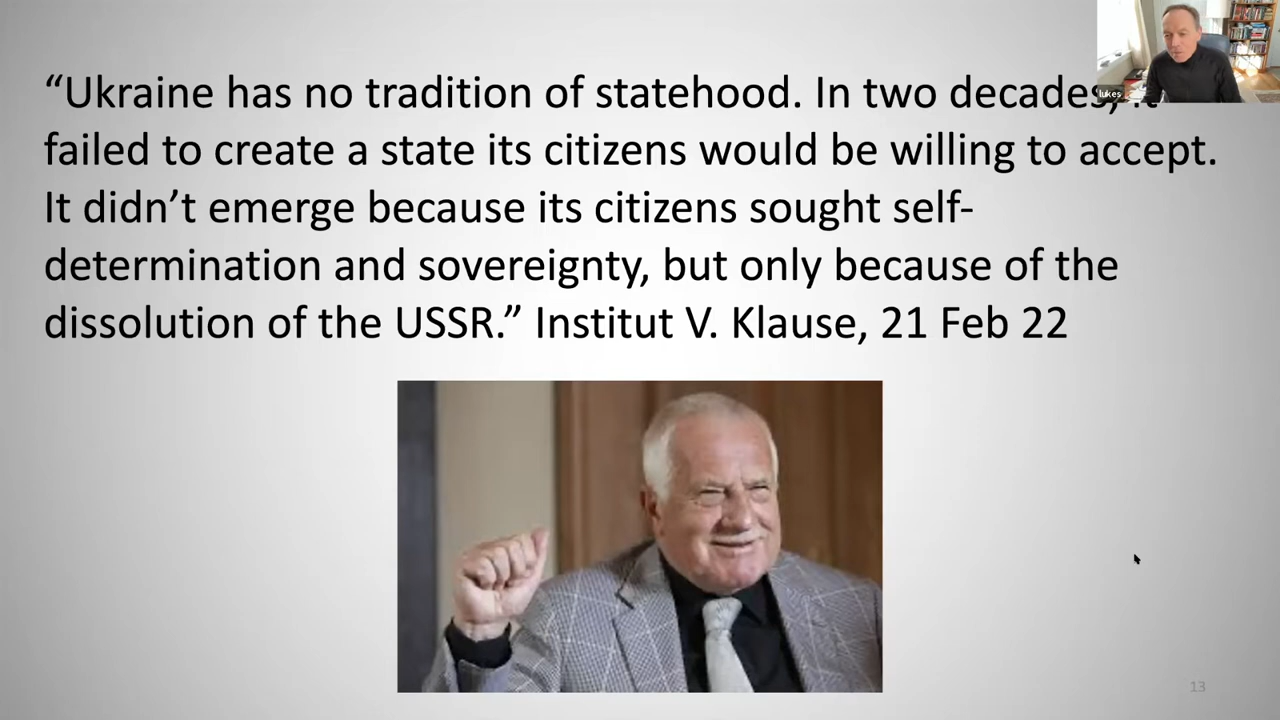 “Ukraine has no tradition of statehood. In two decades, it
failed to create a state its citizens would be willing to accept.
It didn’t emerge because its citizens sought self-
determination and sovereignty, but only because of the
dissolution of the USSR.” Institut V. Klause, 21 Feb 22
lukes
13